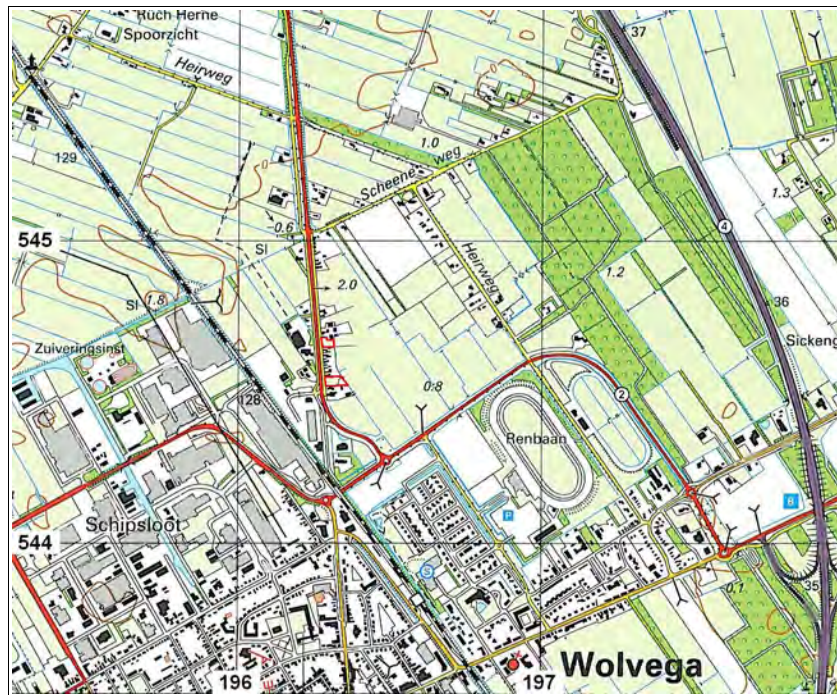 Ruch Herne
Spoorzicht
37
Heirweg
129
1.0
Scheene
weg
1.3
0.6
545
Sl
4
Heirweg
1.2
2.0
Sl
1.8
36
Zuiveringsinst
Sickeng
128
0.8
2
Renbaan
P
Schipsloot
544
S
0.1
35
196
197
Wolvega